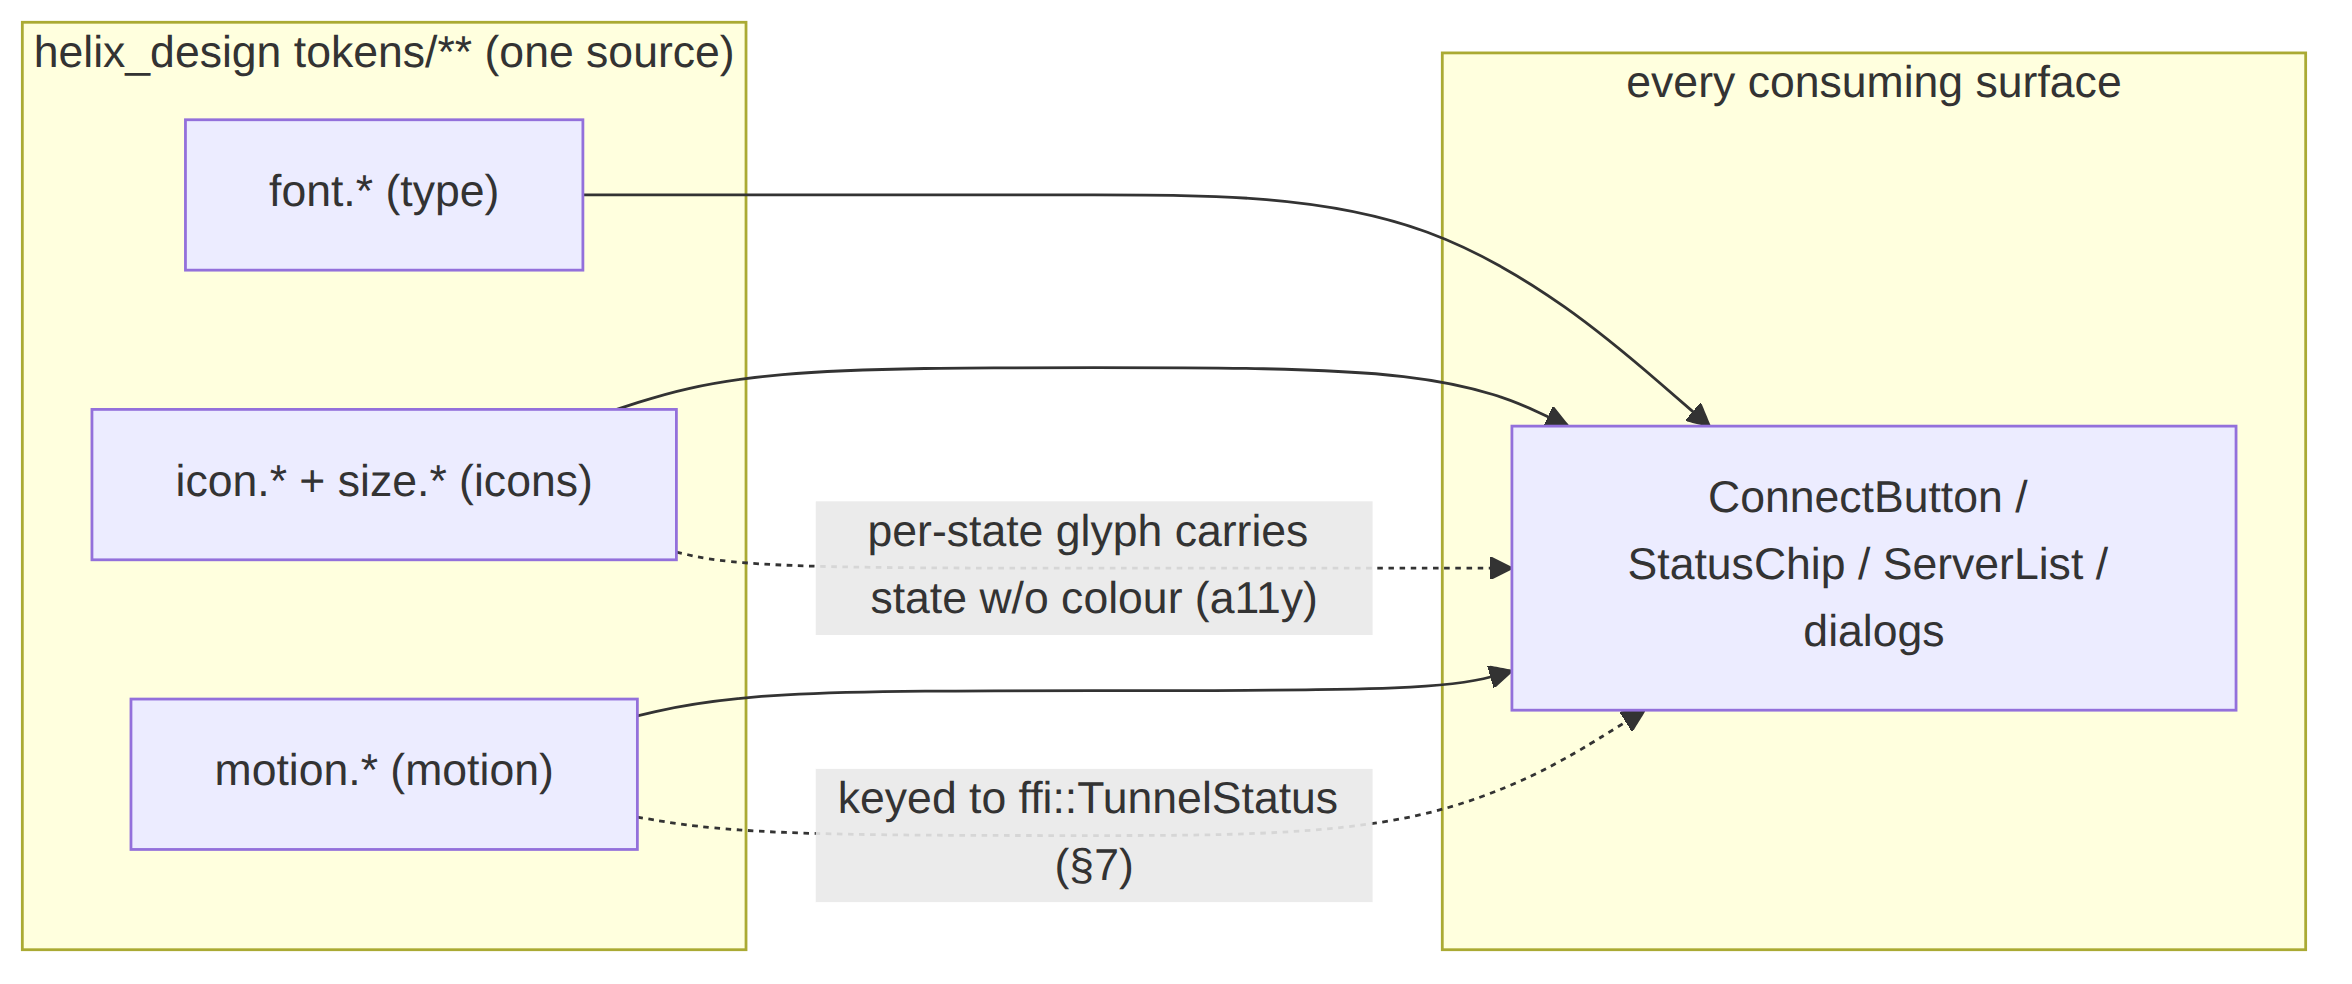 helix_design tokens/** (one source)
font.* (type)
icon.* + size.* (icons)
motion.* (motion)
per-state glyph carries
state w/o colour (a11y)
keyed to ffi::TunnelStatus
(§7)
every consuming surface
ConnectButton /
StatusChip / ServerList /
dialogs